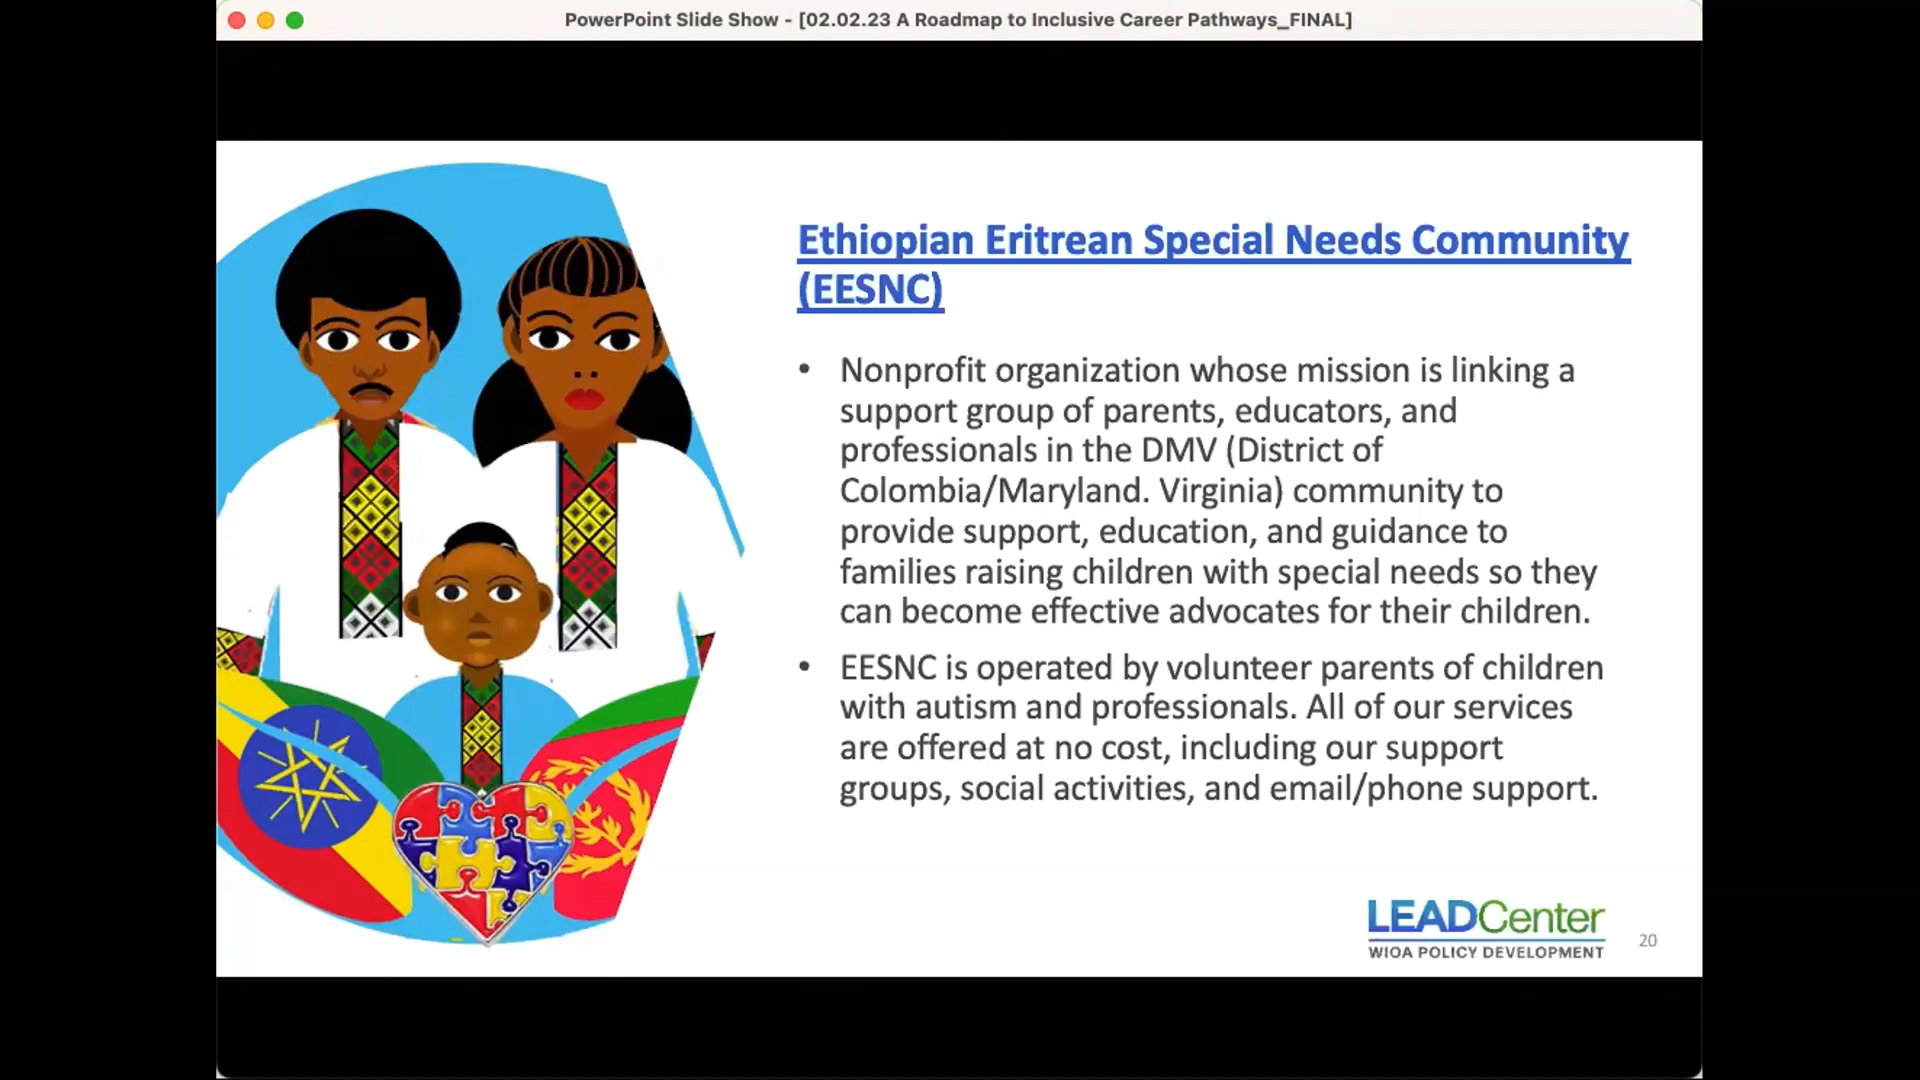 PowerPoint Slide Show - [02.02.23 A Roadmap to Inclusive Career Pathways_FINAL]
Ethiopian Eritrean Special Needs Community
(EESNC)
• Nonprofit organization whose mission is linking a
support group of parents, educators, and
professionals in the DMV (District of
Colombia/Maryland. Virginia) community to
provide support, education, and guidance to
families raising children with special needs so they
can become effective advocates for their children.
• EESNC is operated by volunteer parents of children
with autism and professionals. All of our services
are offered at no cost, including our support
groups, social activities, and email/phone support.
LEADCenter
WIOA POLICY DEVELOPMENT
20